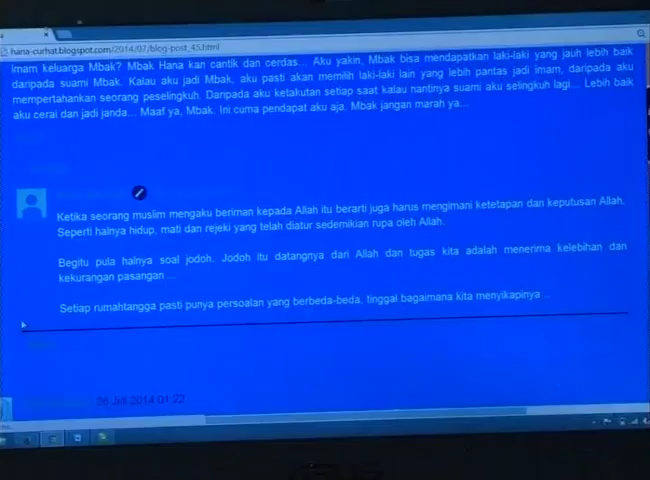 hana-curhat.blogspot.com/2014/07/blog-post_45.html
imam keluarga Mbak? Mbak Hana kan cantik dan cerdas... Aku yakin, Mbak bisa mendapatkan laki-laki yang jauh lebih baik
daripada suami Mbak. Kalau aku jadi Mbak, aku pasti akan memilih laki-laki lain yang lebih pantas jadi imam, daripada aku
mempertahankan seorang peselingkuh. Daripada aku ketakutan setiap saat kalau nantinya suami aku selingkuh lagi... Lebih baik
aku cerai dan jadi janda... Maaf ya, Mbak. Ini cuma pendapat aku aja. Mbak jangan marah ya...
Ketika seorang muslim mengaku beriman kepada Allah itu berarti juga harus mengimani ketetapan dan keputusan Allah.
Seperti halnya hidup, mati dan rejeki yang telah diatur sedemikian rupa oleh Allah.
Begitu pula halnya soal jodoh. Jodoh itu datangnya dari Allah dan tugas kita adalah menerima kelebihan dan
kekurangan pasangan ...
Setiap rumahtangga pasti punya persoalan yang berbeda-beda, tinggal bagaimana kita menyikapinya ..
26 Juli 2014 01.22